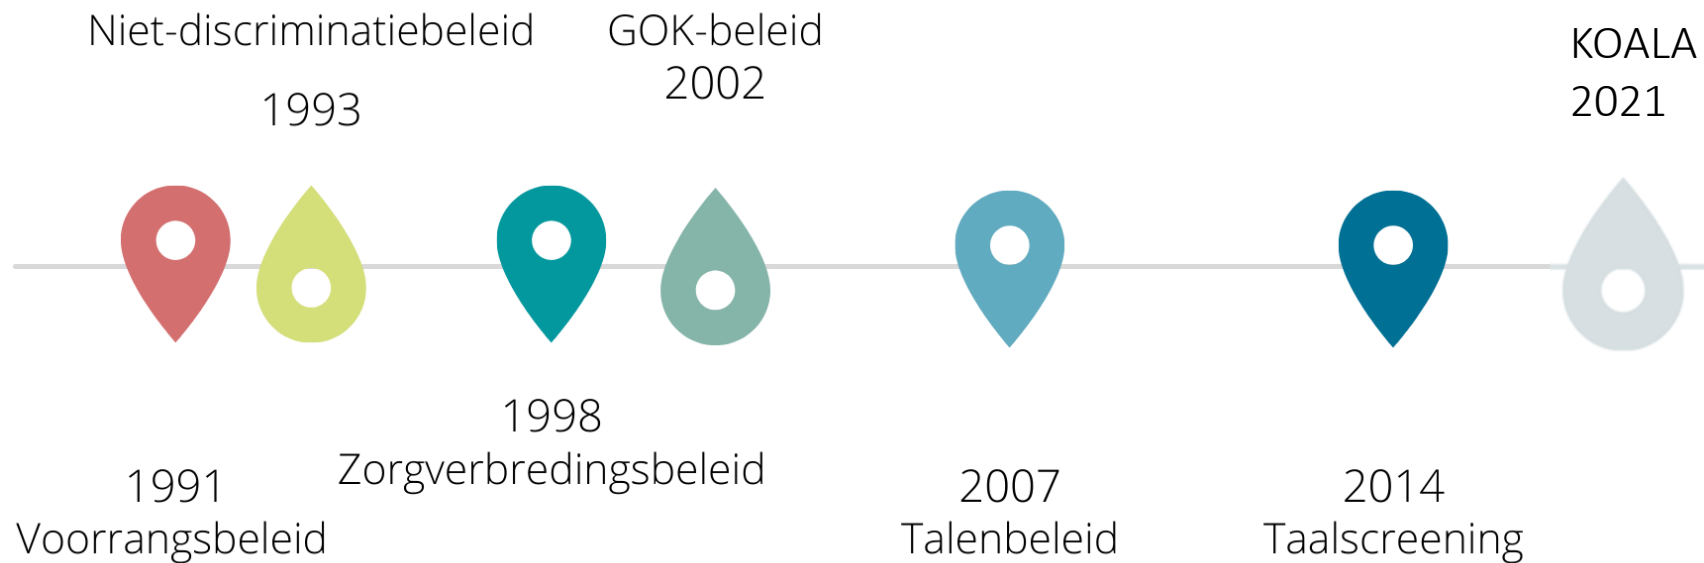 Niet-discriminatiebeleid
1993
GOK-beleid
2002
KOALA
2021
1991
Voorrangsbeleid
1998
Zorgverbredingsbeleid
2007
Talenbeleid
2014
Taalscreening